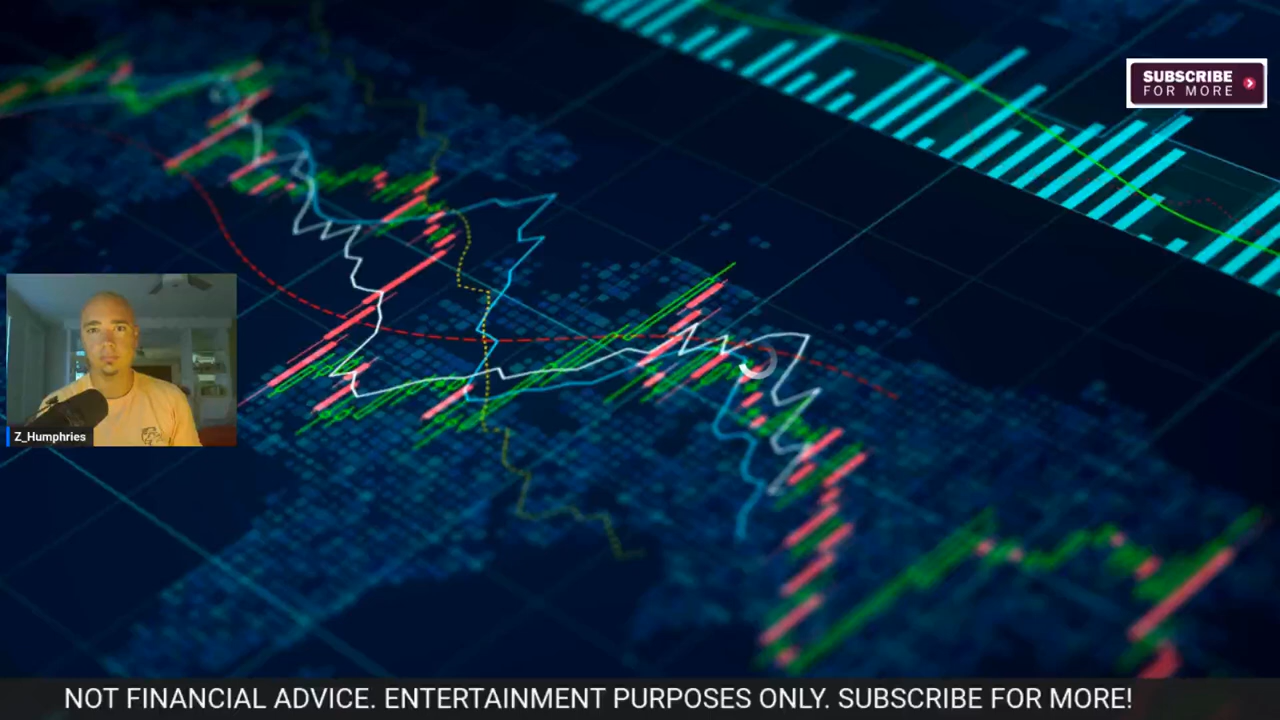 SUBSCRIBE
FOR MORE
Z_Humphries
NOT FINANCIAL ADVICE. ENTERTAINMENT PURPOSES ONLY. SUBSCRIBE FOR MORE!